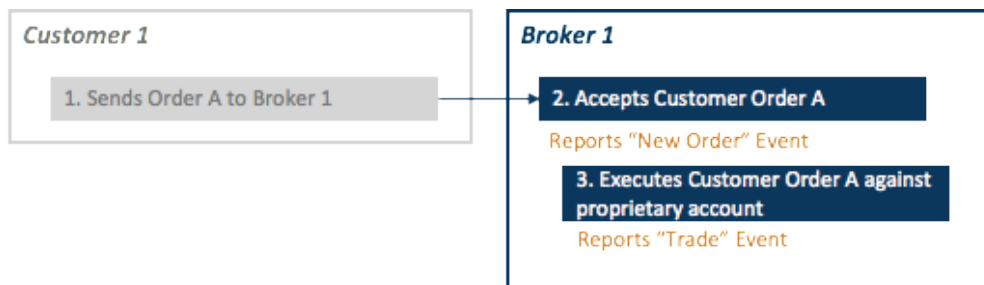 Customer 1
1. Sends Order A to Broker 1
Broker 1
2. Accepts Customer Order A
Reports "New Order" Event
3. Executes Customer Order A against
proprietary account
Reports "Trade" Event